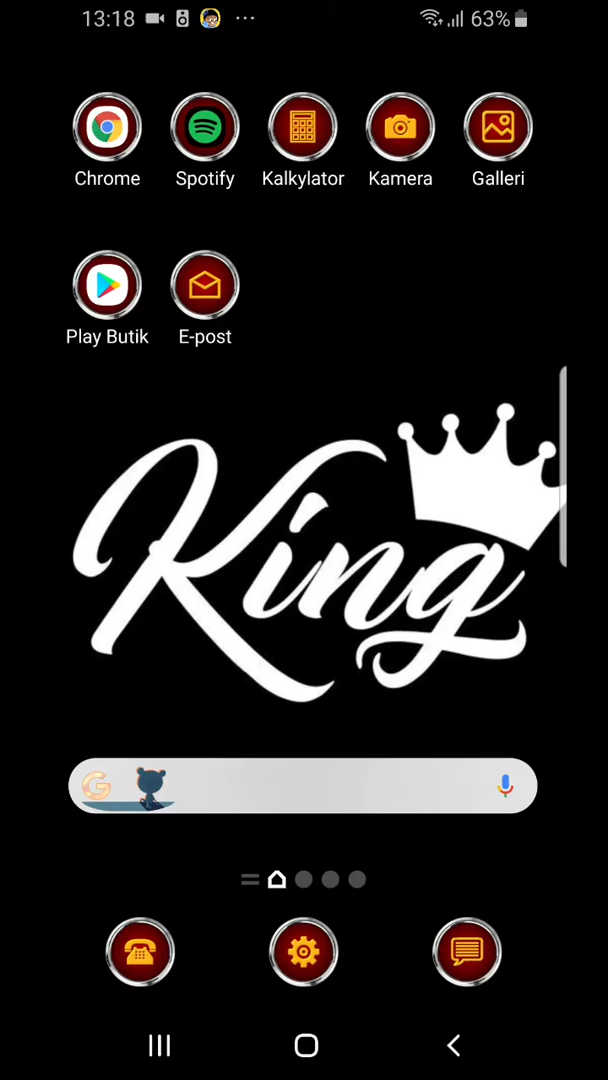 13:18 63%
Chrome Spotify Kalkylator Kamera Galleri
Play Butik E-post
King
G